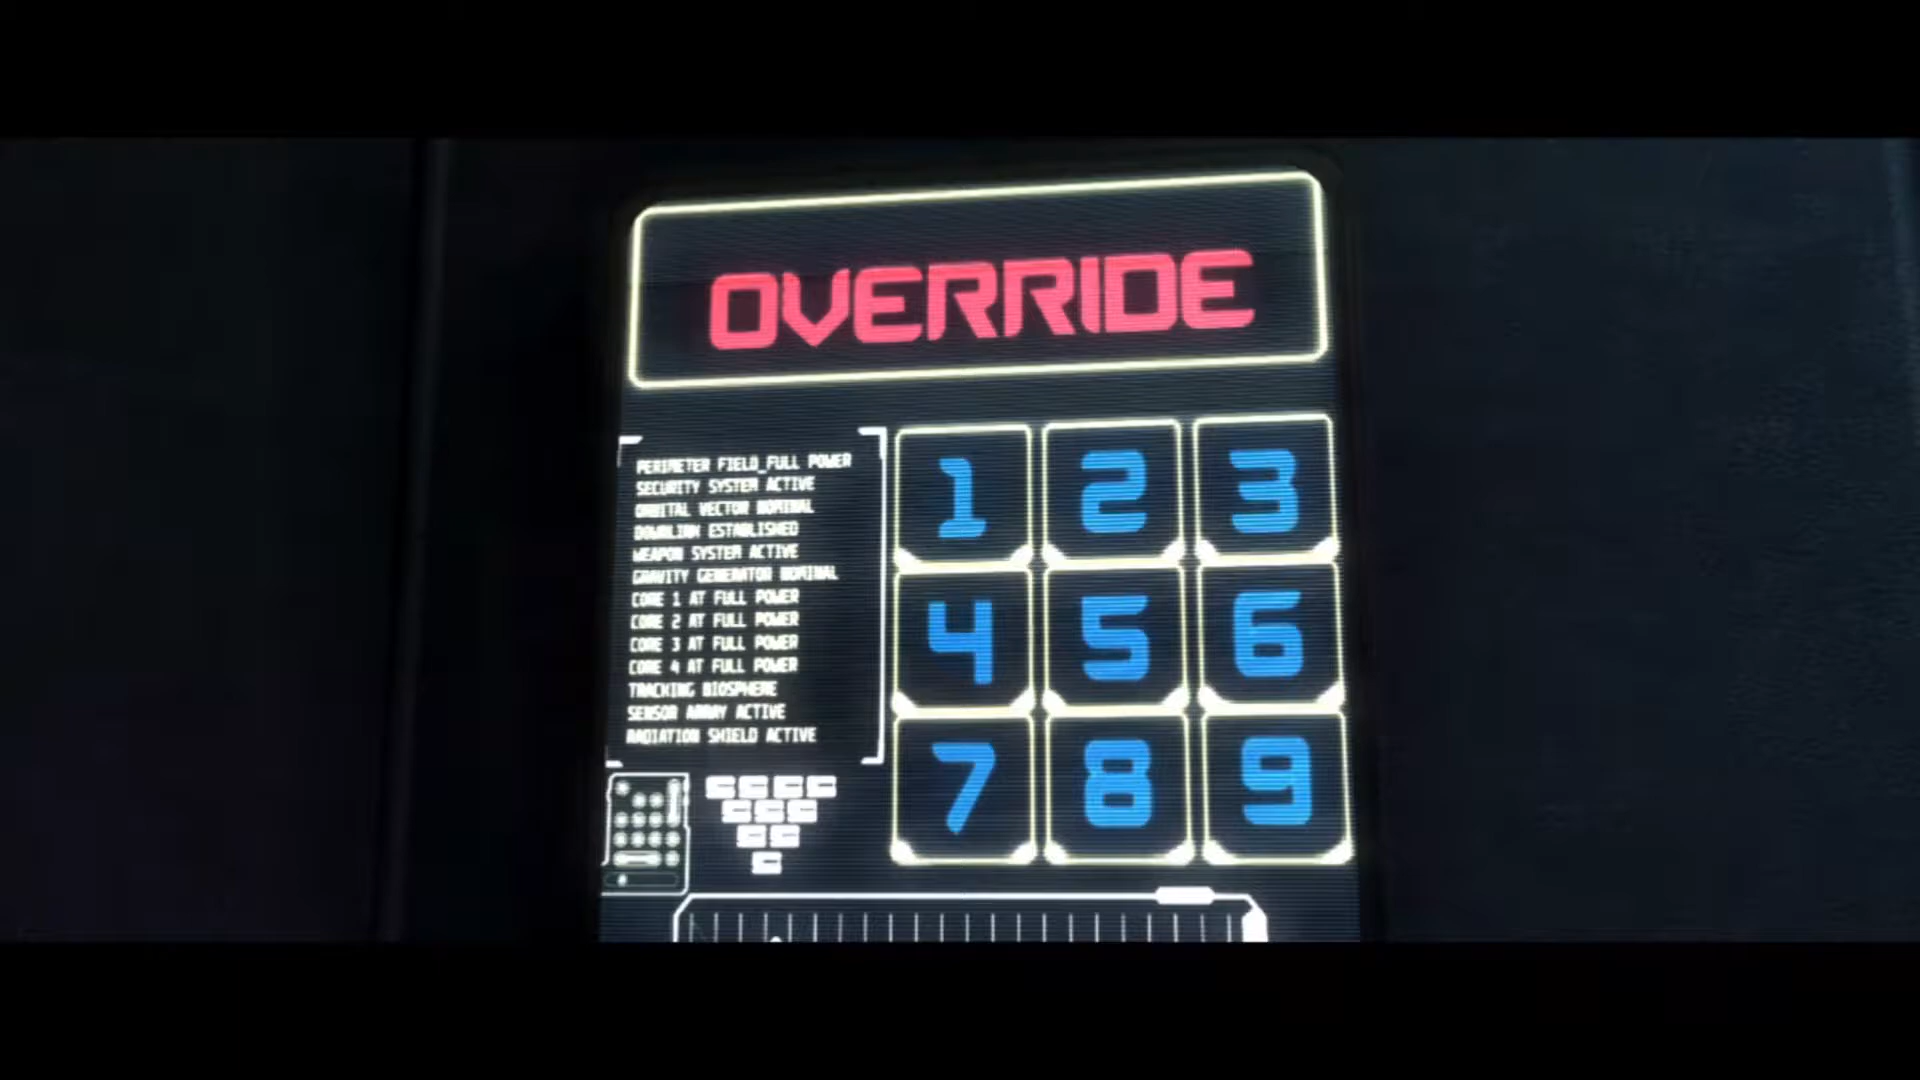 OVERRIDE
PERIMETER FIELD_FULL POWER
SECURITY SYSTEM ACTIVE
ORBITAL VECTOR NOMINAL
DOWNLINK ESTABLISHED
WEAPON SYSTEM ACTIVE
GRAVITY GENERATOR NOMINAL
CORE 1 AT FULL POWER
CORE 2 AT FULL POWER
CORE 3 AT FULL POWER
CORE 4 AT FULL POWER
TRACKING BIOSPHERE
SENSOR ARRAY ACTIVE
RADIATION SHIELD ACTIVE
1 2 3
4 5 6
7 8 9